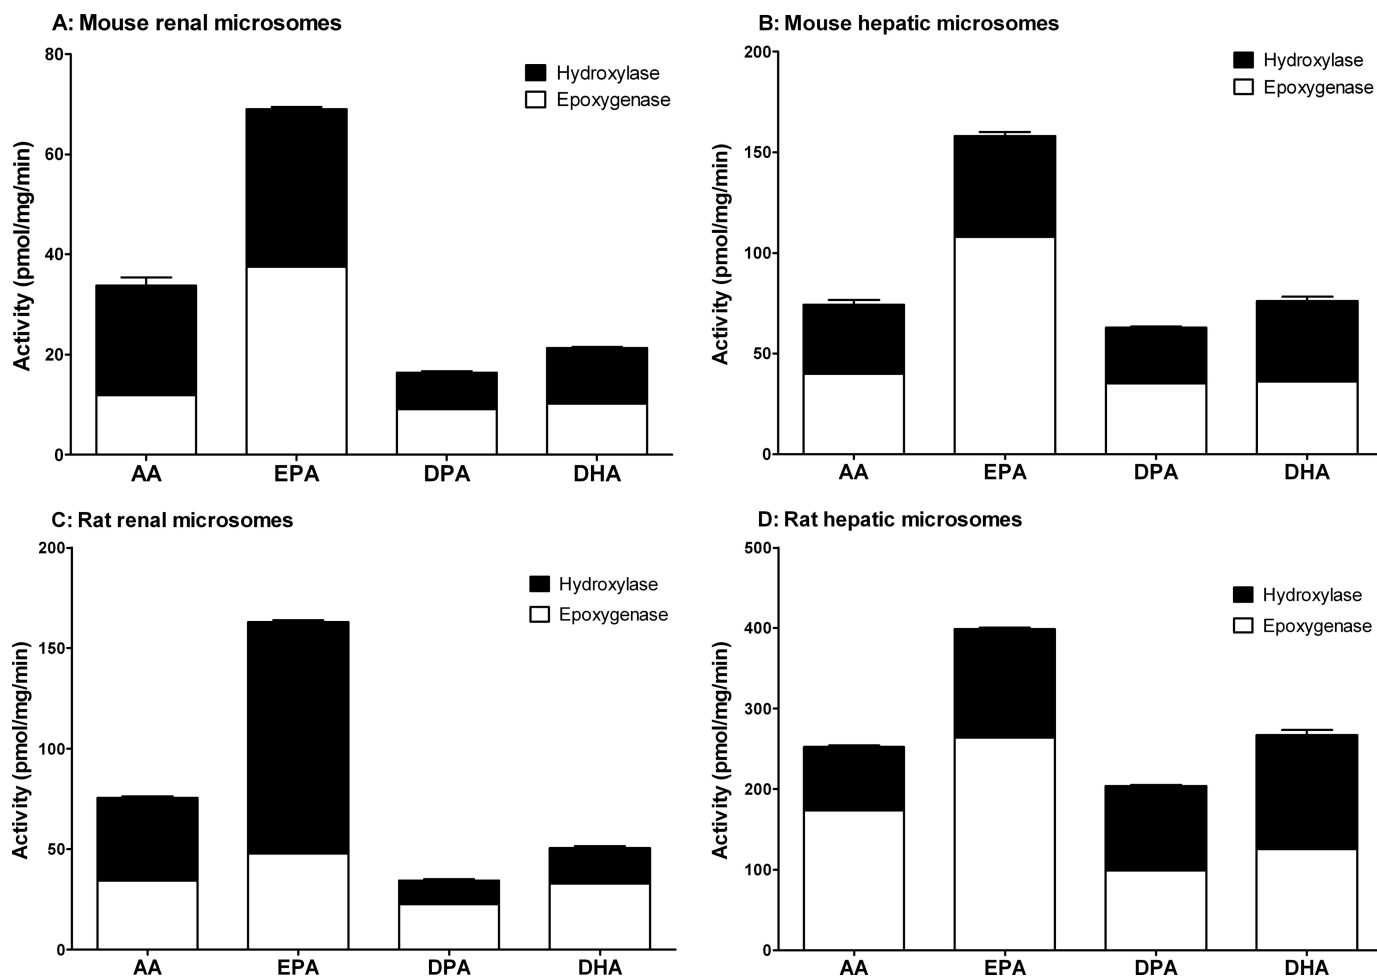 A: Mouse renal microsomes
80
60
40
20
0
Activity (pmol/mg/min)
Hydroxylase
Epoxygenase
AA EPA DPA DHA
B: Mouse hepatic microsomes
200
150
100
50
0
Activity (pmol/mg/min)
Hydroxylase
Epoxygenase
AA EPA DPA DHA
C: Rat renal microsomes
200
150
100
50
0
Activity (pmol/mg/min)
Hydroxylase
Epoxygenase
AA EPA DPA DHA
D: Rat hepatic microsomes
500
400
300
200
100
0
Activity (pmol/mg/min)
Hydroxylase
Epoxygenase
AA EPA DPA DHA